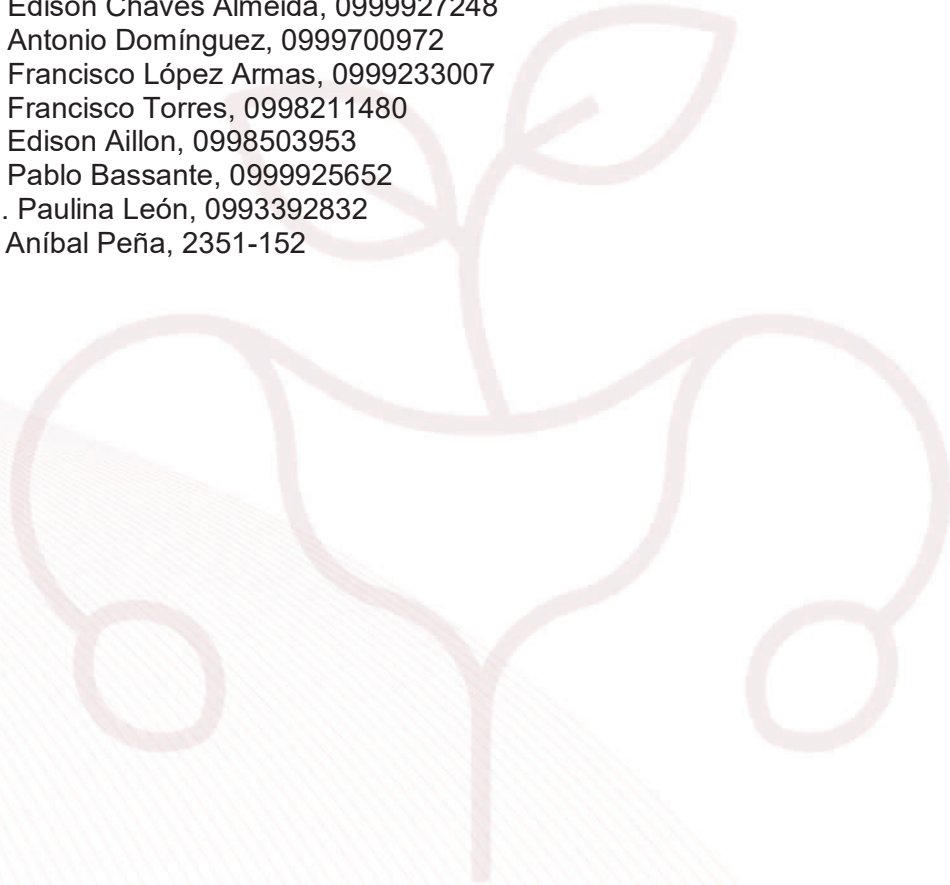 Edison Chaves Almeida, 0999927248
Antonio Domínguez, 0999700972
Francisco López Armas, 0999233007
Francisco Torres, 0998211480
Edison Aillon, 0998503953
Pablo Bassante, 0999925652
. Paulina León, 0993392832
Aníbal Peña, 2351-152